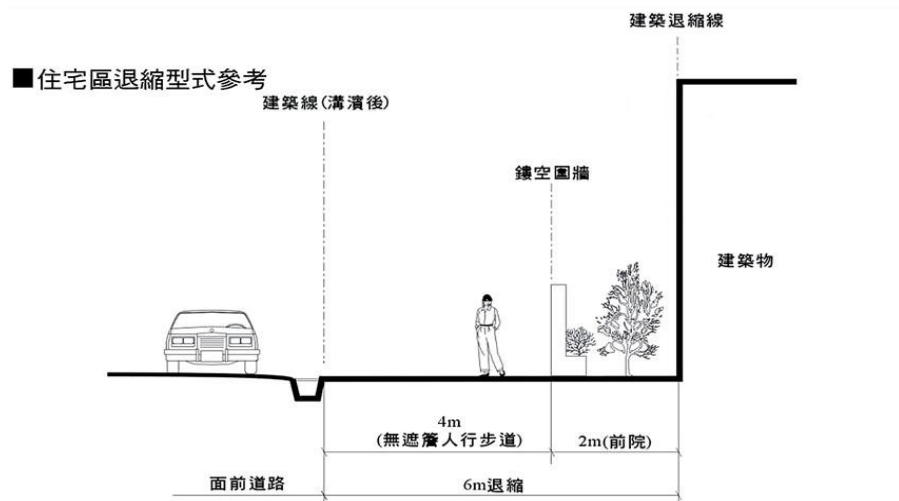 建築退縮線
■住宅區退縮型式參考
建築線(溝濱後)
鏤空圍牆
建築物
4m
(無遮簷人行步道)
2m(前院)
面前道路
6m退縮